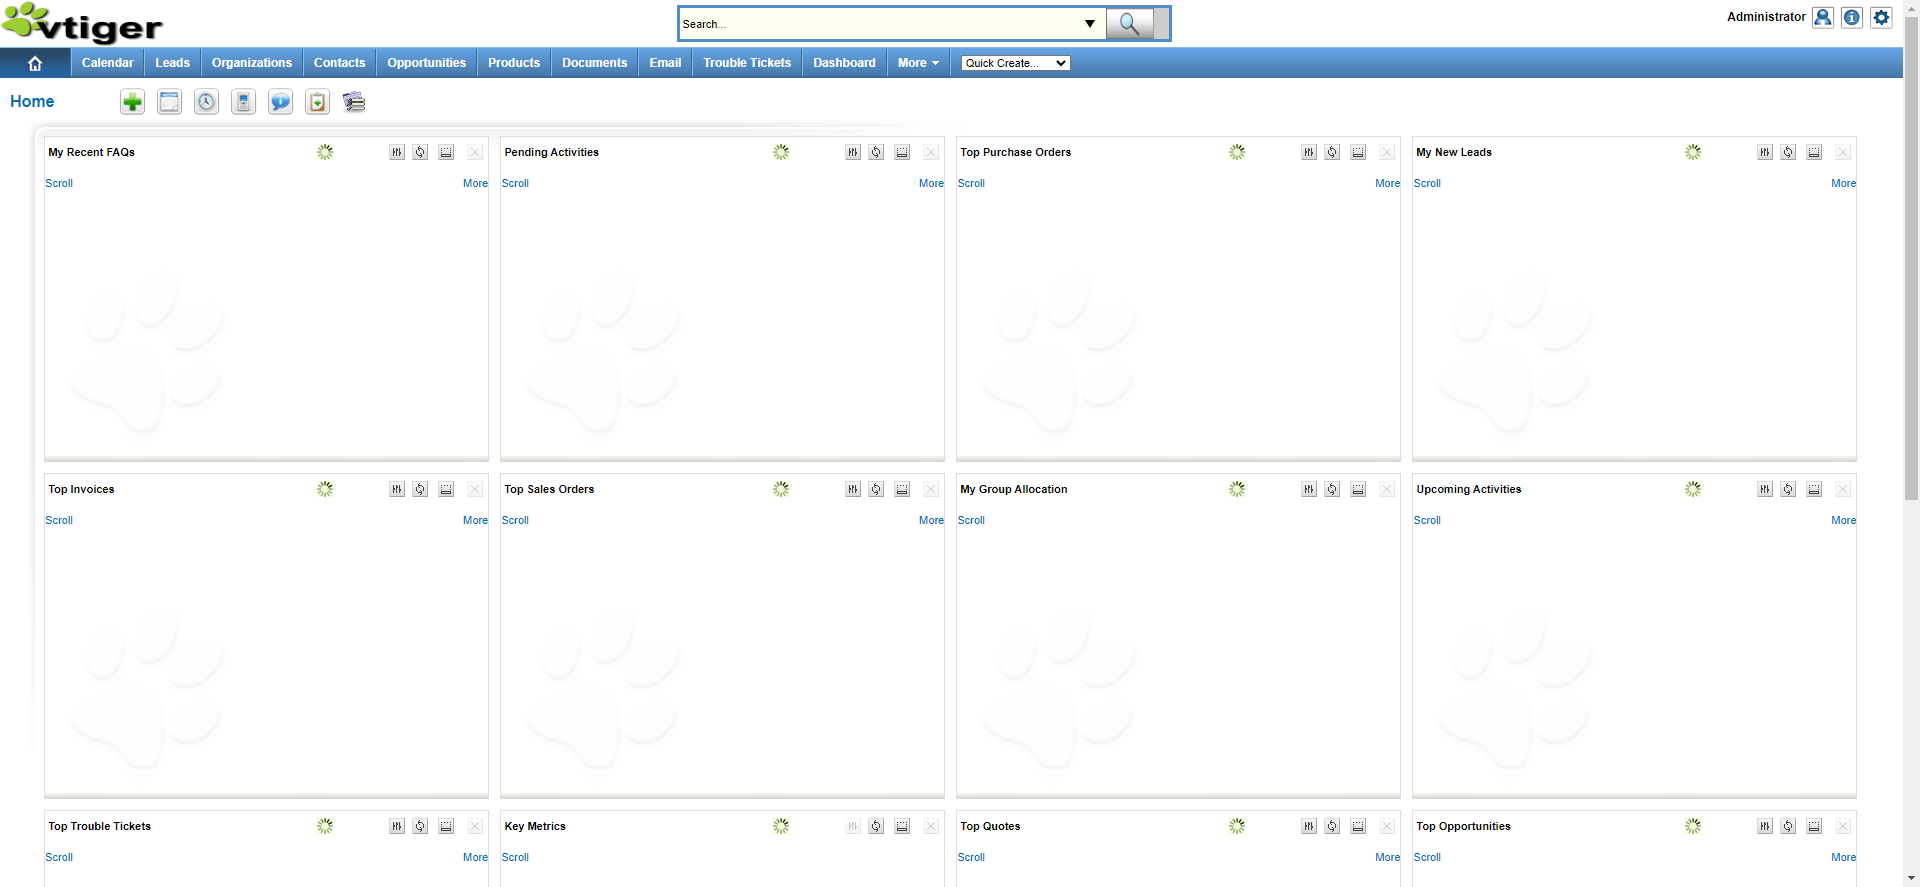 vtiger
Search...
Administrator
Calendar Leads Organizations Contacts Opportunities Products Documents Email Trouble Tickets Dashboard More Quick Create...
Home
My Recent FAQs Pending Activities Top Purchase Orders My New Leads
Scroll More Scroll More Scroll More Scroll More
Top Invoices Top Sales Orders My Group Allocation Upcoming Activities
Scroll More Scroll More Scroll More Scroll More
Top Trouble Tickets Key Metrics Top Quotes Top Opportunities
Scroll More Scroll Scroll More Scroll More